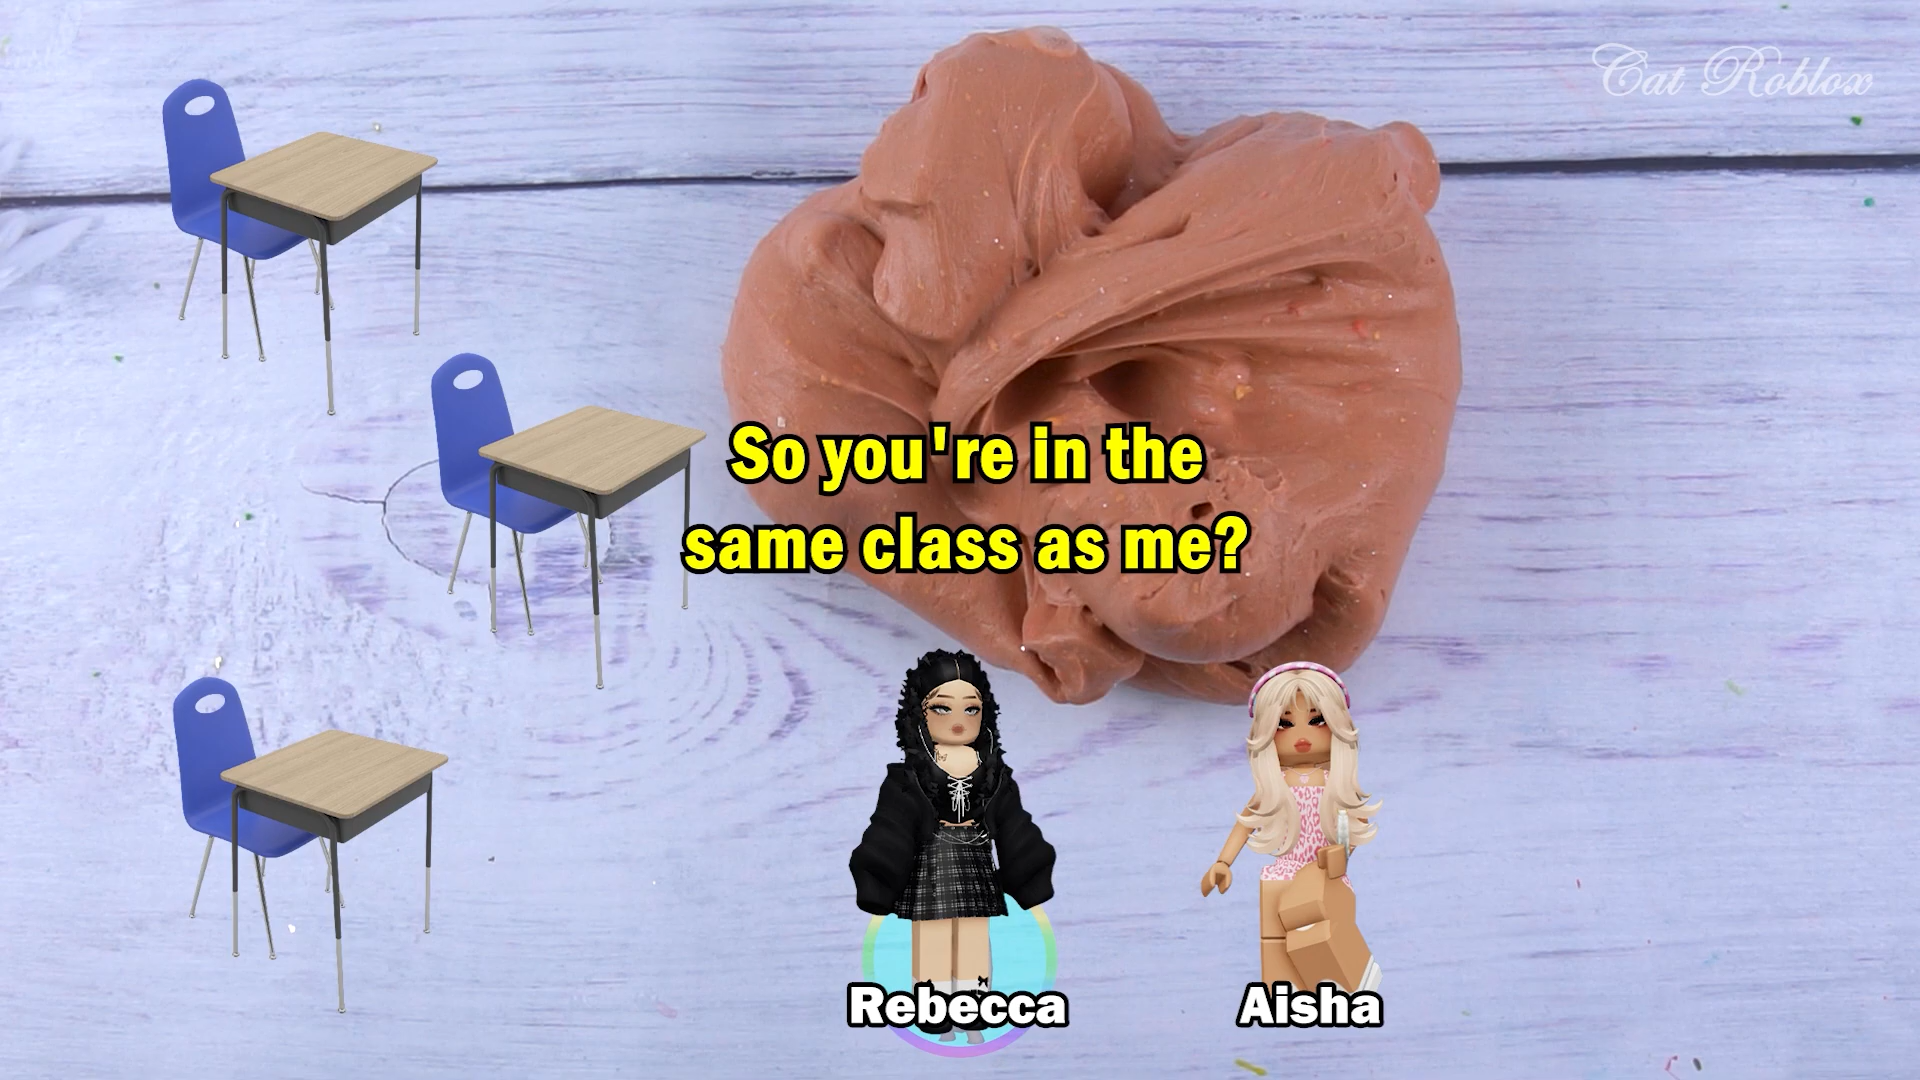 Cat Roblox
So you're in the
same class as me?
Rebecca
Aisha